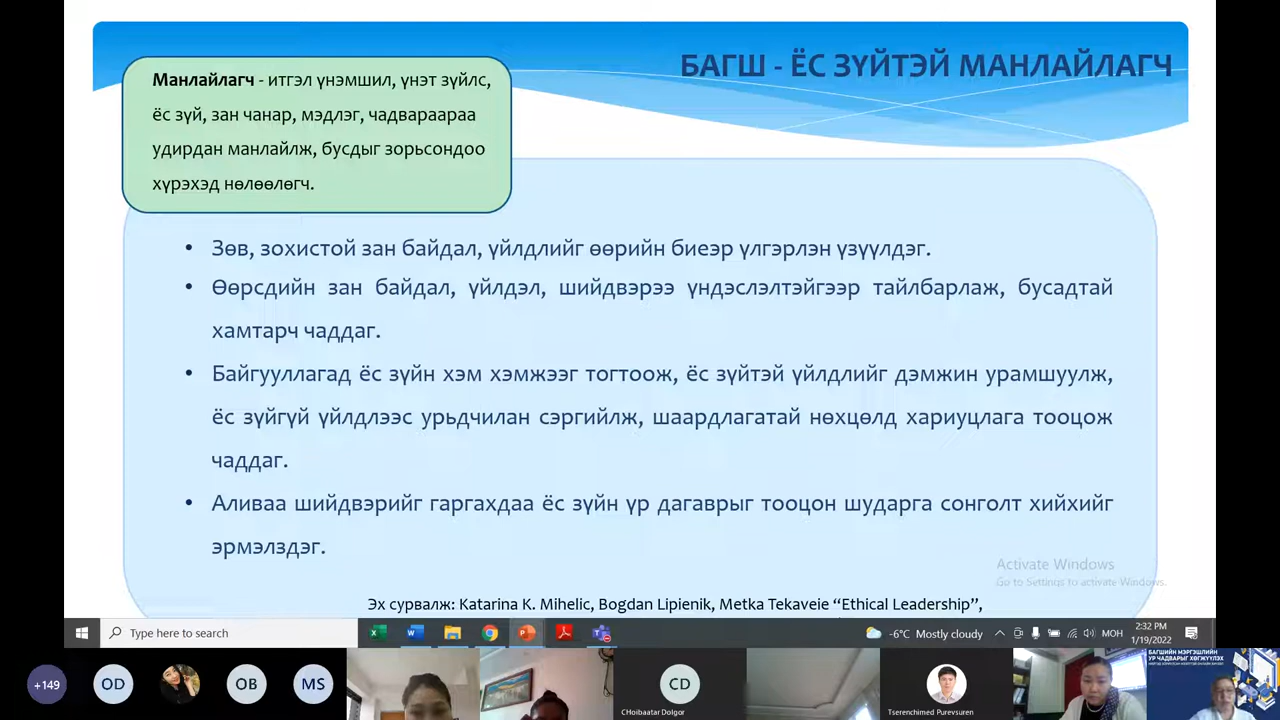 БАГШ - ЁС ЗҮЙТЭЙ МАНЛАЙЛАГЧ
Манлайлагч - итгэл үнэмшил, үнэт зүйлс,
ёс зүй, зан чанар, мэдлэг, чадвараараа
удирдан манлайлж, бусдыг зорьсондоо
хүрэхэд нөлөөлөгч.
• Зөв, зохистой зан байдал, үйлдлийг өөрийн биеэр үлгэрлэн үзүүлдэг.
• Өөрсдийн зан байдал, үйлдэл, шийдвэрээ үндэслэлтэйгээр тайлбарлаж, бусадтай
хамтарч чаддаг.
• Байгууллагад ёс зүйн хэм хэмжээг тогтоож, ёс зүйтэй үйлдлийг дэмжин урамшуулж,
ёс зүйгүй үйлдлээс урьдчилан сэргийлж, шаардлагатай нөхцөлд хариуцлага тооцож
чаддаг.
• Аливаа шийдвэрийг гаргахдаа ёс зүйн үр дагаврыг тооцон шударга сонголт хийхийг
эрмэлздэг.
Activate Windows
Go to Settings to activate Windows.
Эх сурвалж: Katarina K. Mihelic, Bogdan Lipienik, Metka Tekaveie “Ethical Leadership”,
Type here to search
-6°C Mostly cloudy
МОН
2:32 PM
1/19/2022
+149
OD
OB
MS
CD
CHoibaatar Dolgor
Tserenchimed Purevsuren
БАГШИЙН МЭРГЭШЛИЙН
УР ЧАДВАРЫГ ХӨГЖҮҮЛЭХ